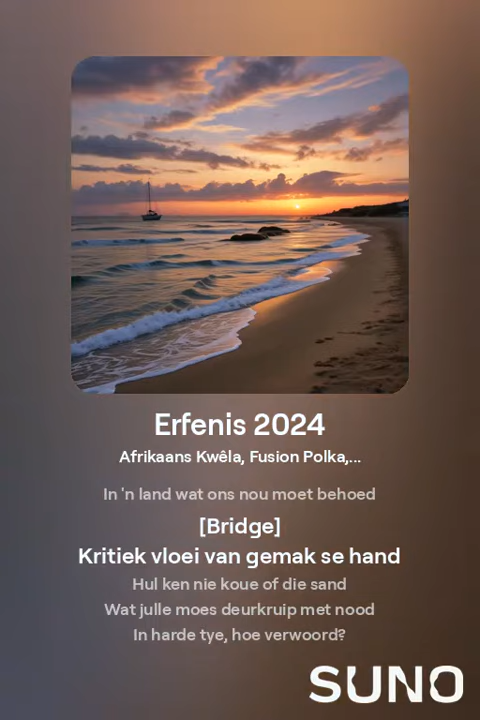 Erfenis 2024
Afrikaans Kwêla, Fusion Polka,...
In 'n land wat ons nou moet behoed
[Bridge]
Kritiek vloei van gemak se hand
Hul ken nie koue of die sand
Wat julle moes deurkruip met nood
In harde tye, hoe verwoord?
SUNO